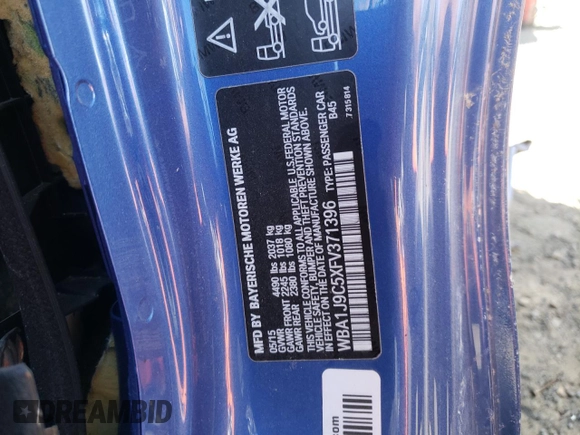 MFD BY BAYERISCHE MOTOREN WERKE AG
05/15
GVWR 4490 lbs 2037 kg
GAWR FRONT 2245 lbs 1018 kg
GAWR REAR 2380 lbs 1080 kg
THIS VEHICLE CONFORMS TO ALL APPLICABLE U.S.FEDERAL MOTOR
VEHICLE SAFETY, BUMPER AND THEFT PREVENTION STANDARDS
IN EFFECT ON THE DATE OF MANUFACTURE SHOWN ABOVE.
WBA1J9C5XFV371396 TYPE: PASSENGER CAR
B45
7 315 814
.com
DREAMBID